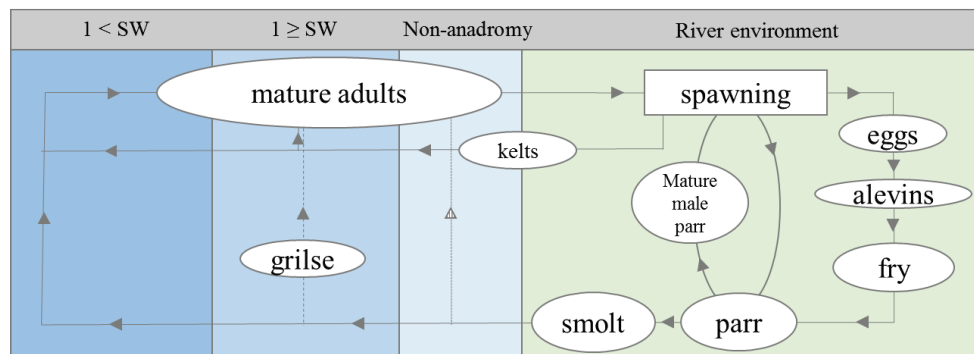 1 < SW
1 ≥ SW
Non-anadromy
River environment
mature adults
spawning
eggs
kelts
alevins
Mature
male
parr
grilse
fry
smolt
parr